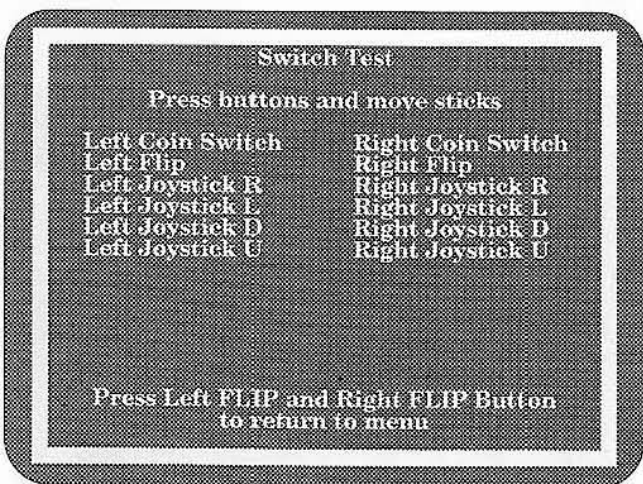 Switch Test
Press buttons and move sticks
Left Coin Switch Right Coin Switch
Left Flip Right Flip
Left Joystick R Right Joystick R
Left Joystick L Right Joystick L
Left Joystick D Right Joystick D
Left Joystick U Right Joystick U
Press Left FLIP and Right FLIP Button
to return to menu